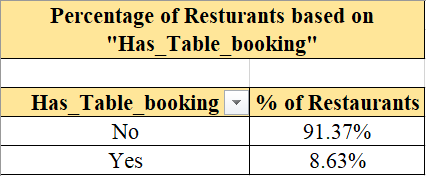 Percentage of Resturants based on
"Has_Table_booking"
Has_Table_booking % of Restaurants
No 91.37%
Yes 8.63%